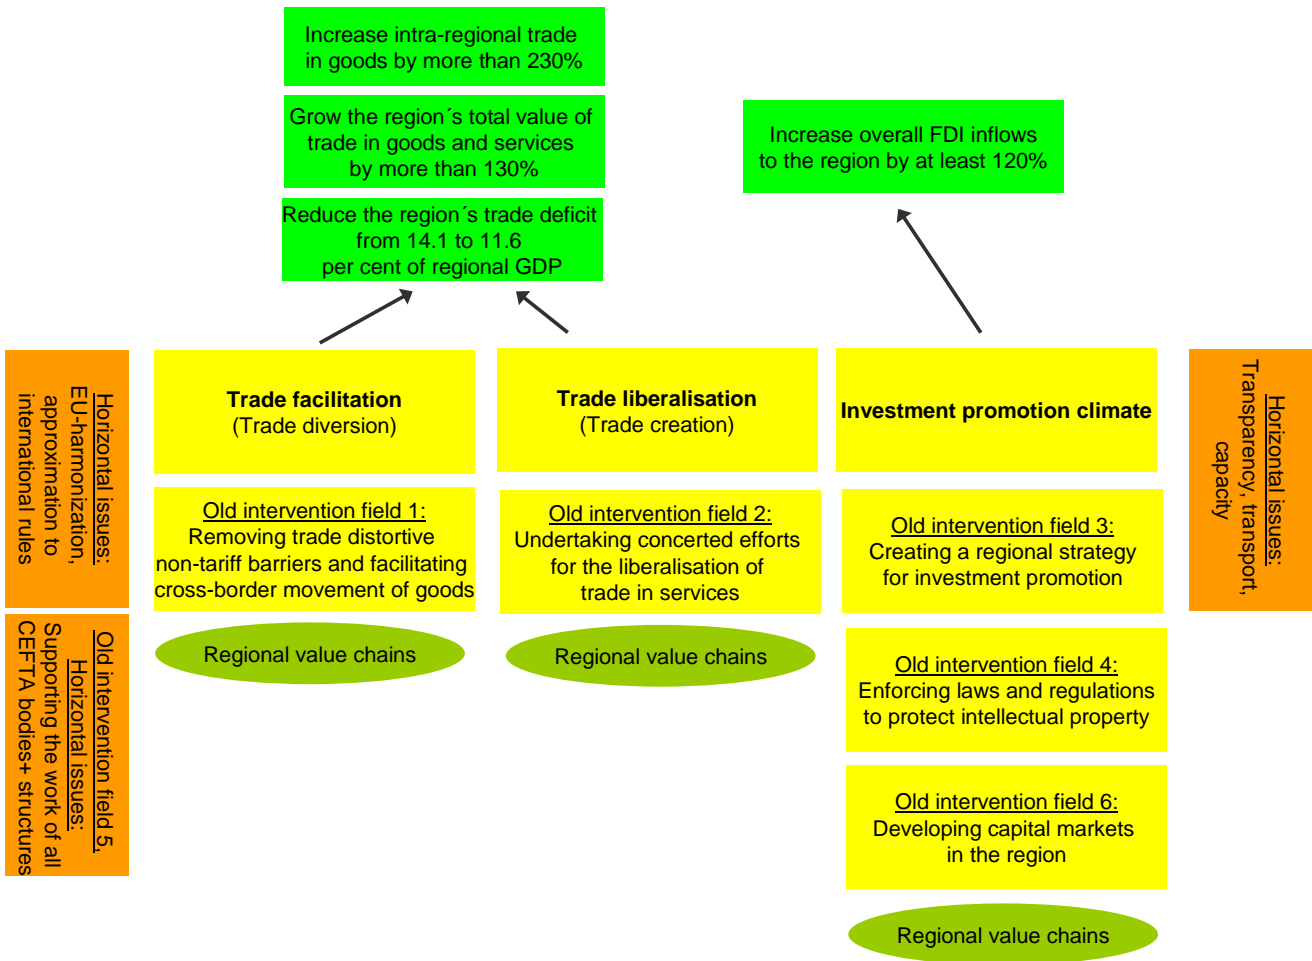 Increase intra-regional trade
in goods by more than 230%
Grow the region´s total value of
trade in goods and services
by more than 130%
Reduce the region´s trade deficit
from 14.1 to 11.6
per cent of regional GDP
Increase overall FDI inflows
to the region by at least 120%
Horizontal issues:
EU-harmonization,
approximation to
international rules
Trade facilitation
(Trade diversion)
Trade liberalisation
(Trade creation)
Investment promotion climate
Horizontal issues:
Transparency, transport,
capacity
Old intervention field 1:
Removing trade distortive
non-tariff barriers and facilitating
cross-border movement of goods
Old intervention field 2:
Undertaking concerted efforts
for the liberalisation of
trade in services
Old intervention field 3:
Creating a regional strategy
for investment promotion
Old intervention field 5,
Horizontal issues:
Supporting the work of all
CEFTA bodies+ structures
Regional value chains
Regional value chains
Old intervention field 4:
Enforcing laws and regulations
to protect intellectual property
Old intervention field 6:
Developing capital markets
in the region
Regional value chains